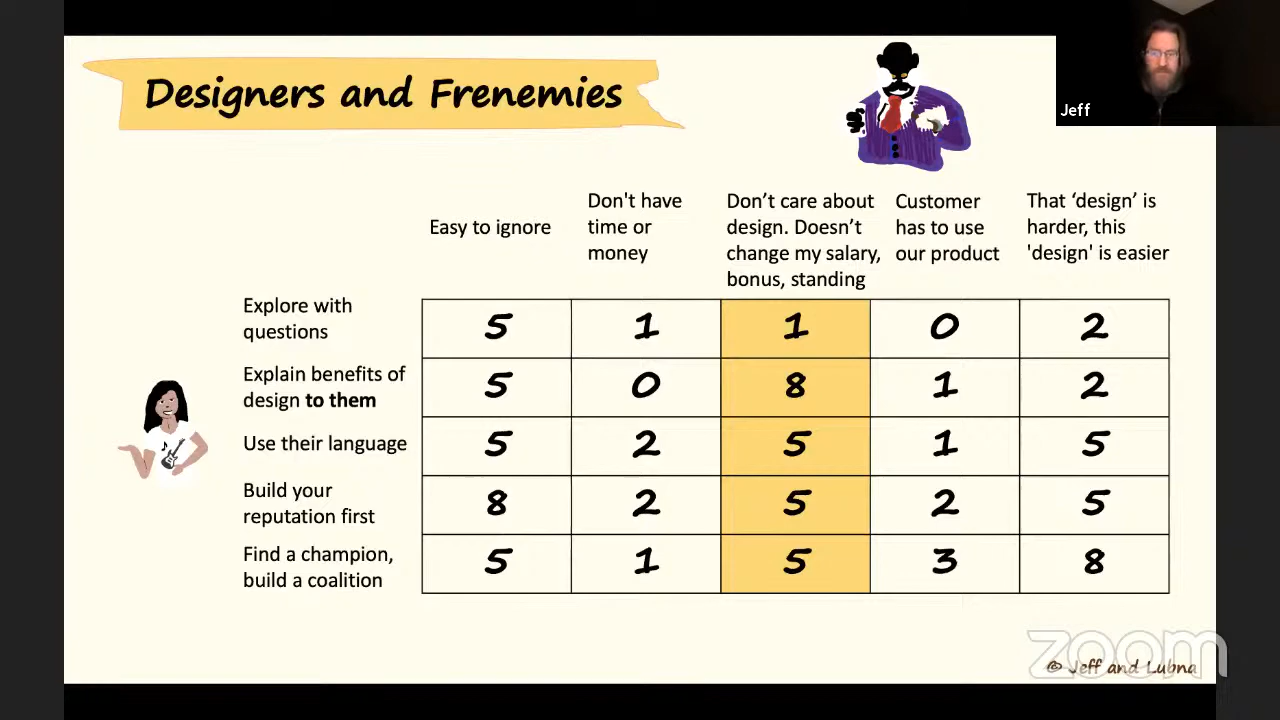 Designers and Frenemies
Jeff
Easy to ignore
Don't have
time or
money
Don’t care about
design. Doesn’t
change my salary,
bonus, standing
Customer
has to use
our product
That ‘design’ is
harder, this
'design' is easier
Explore with
questions
5 1 1 0 2
Explain benefits of
design to them
5 0 8 1 2
Use their language
5 2 5 1 5
Build your
reputation first
8 2 5 2 5
Find a champion,
build a coalition
5 1 5 3 8
zoom
© Jeff and Lubna